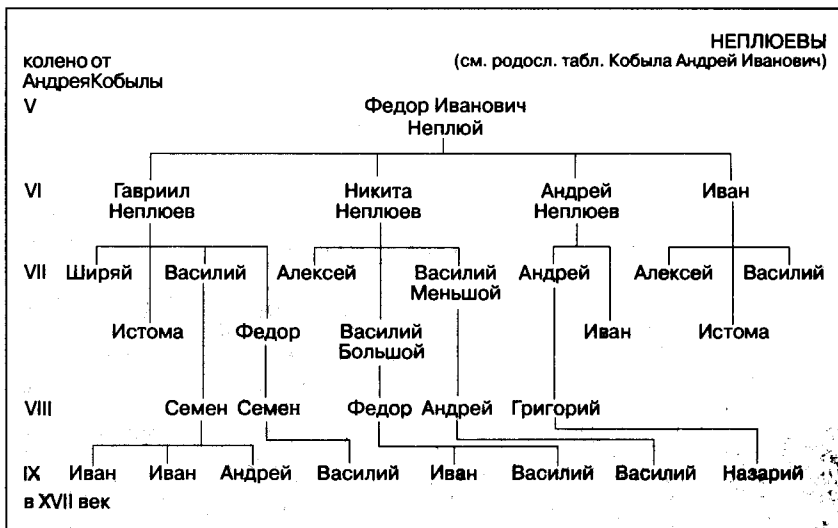 НЕПЛЮЕВЫ
(см. родосл. табл. Кобыла Андрей Иванович)
колено от
АндреяКобылы
V Федор Иванович
Неплюй
VI Гавриил Никита Андрей Иван
Неплюев Неплюев Неплюев
VII Ширяй Василий Алексей Василий Андрей Алексей Василий
Меньшой
Истома Федор Василий Иван Истома
Большой
VIII Семен Семен Федор Андрей Григорий
IX Иван Иван Андрей Василий Иван Василий Василий Назарий
в XVII век